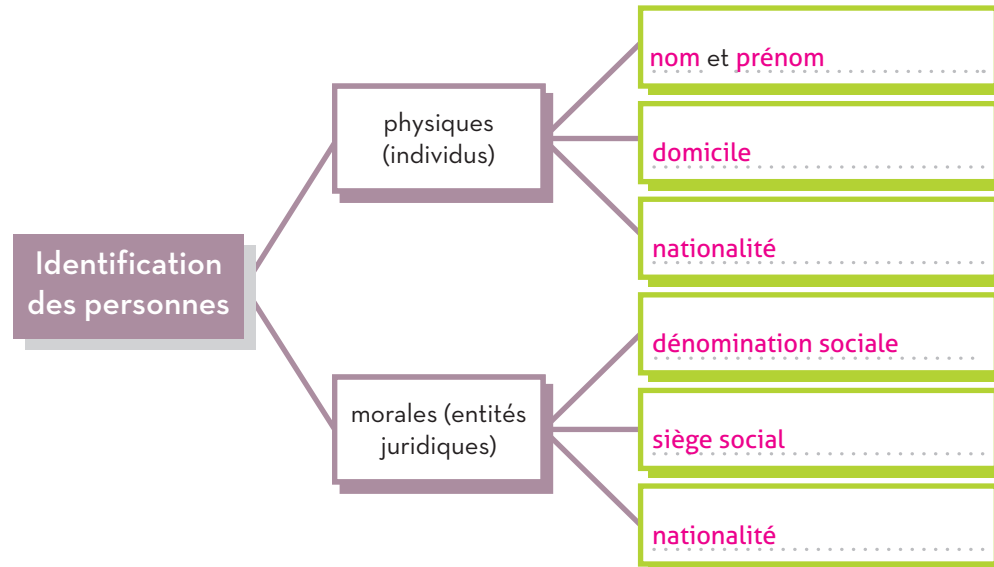 Identification
des personnes
physiques
(individus)
nom et prénom
domicile
nationalité
morales (entités
juridiques)
dénomination sociale
siège social
nationalité